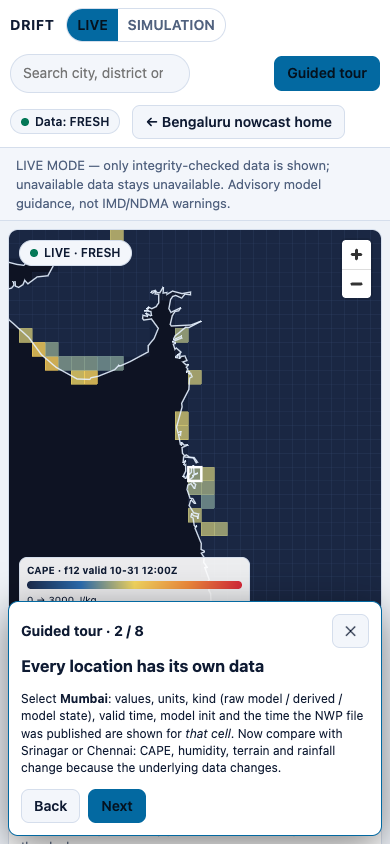 DRIFT LIVE SIMULATION
Search city, district or
Guided tour
Data: FRESH
← Bengaluru nowcast home
LIVE MODE — only integrity-checked data is shown;
unavailable data stays unavailable. Advisory model
guidance, not IMD/NDMA warnings.
LIVE · FRESH
+
−
CAPE · f12 valid 10-31 12:00Z
0 → 3000 J/kg
Guided tour · 2 / 8
×
Every location has its own data
Select Mumbai: values, units, kind (raw model / derived /
model state), valid time, model init and the time the NWP file
was published are shown for that cell. Now compare with
Srinagar or Chennai: CAPE, humidity, terrain and rainfall
change because the underlying data changes.
Back Next